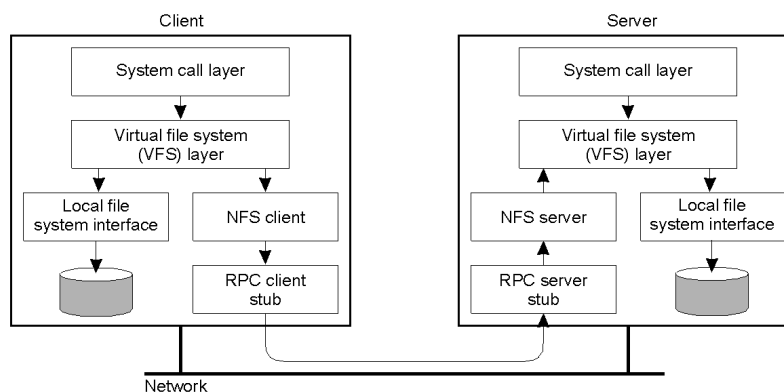 Client
Server
System call layer
System call layer
Virtual file system
(VFS) layer
Virtual file system
(VFS) layer
Local file
system interface
NFS client
NFS server
Local file
system interface
RPC client
stub
RPC server
stub
Network